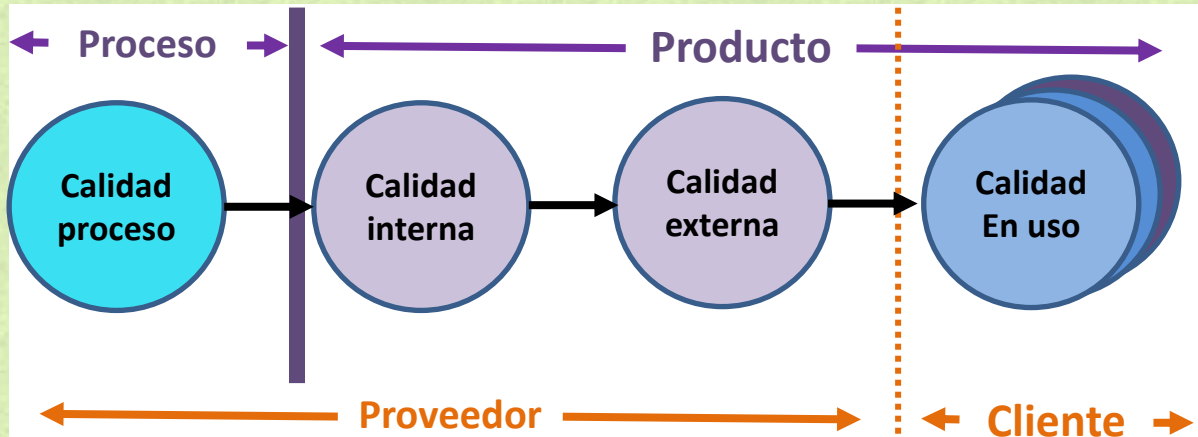 Proceso
Producto
Calidad
proceso
Calidad
interna
Calidad
externa
Calidad
En uso
Proveedor
Cliente